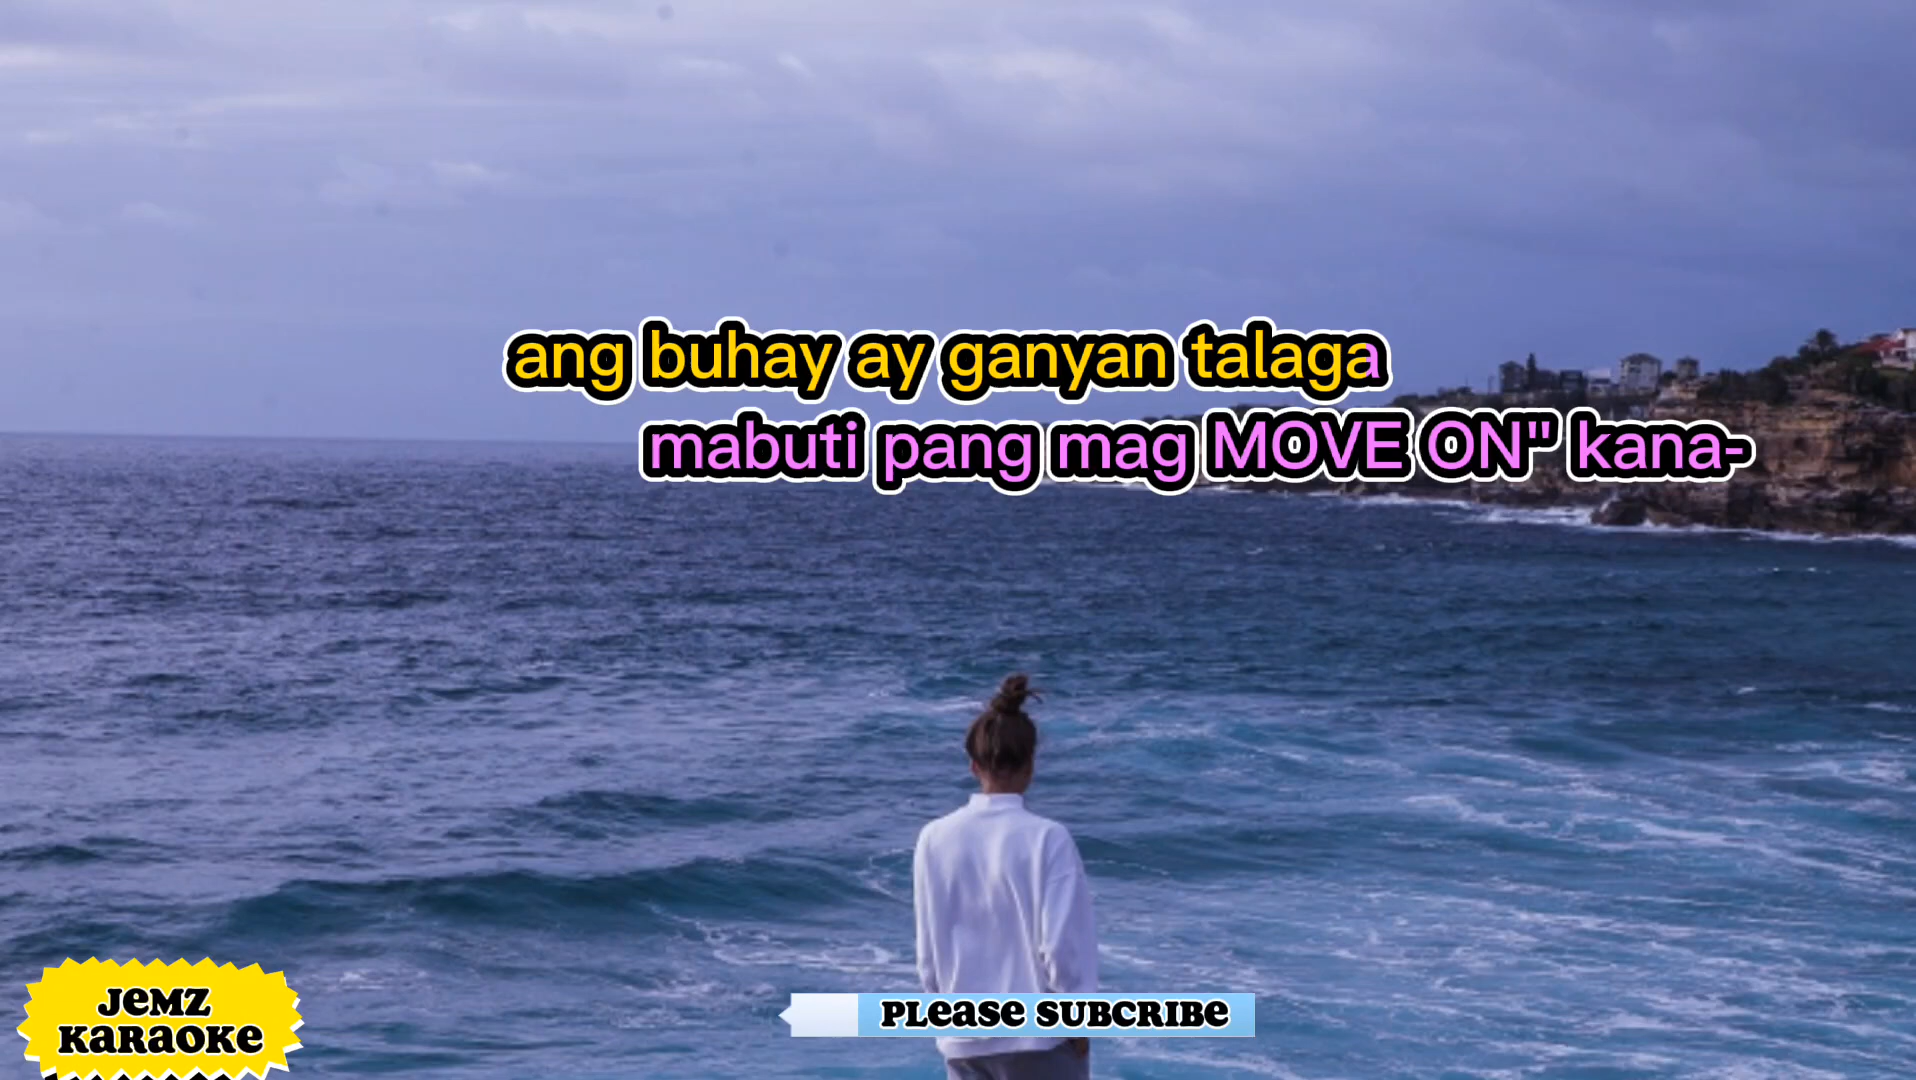 ang buhay ay ganyan talaga
mabuti pang mag MOVE ON" kana-
JEMZ
KARAOKE
PLEASE SUBCRIBE